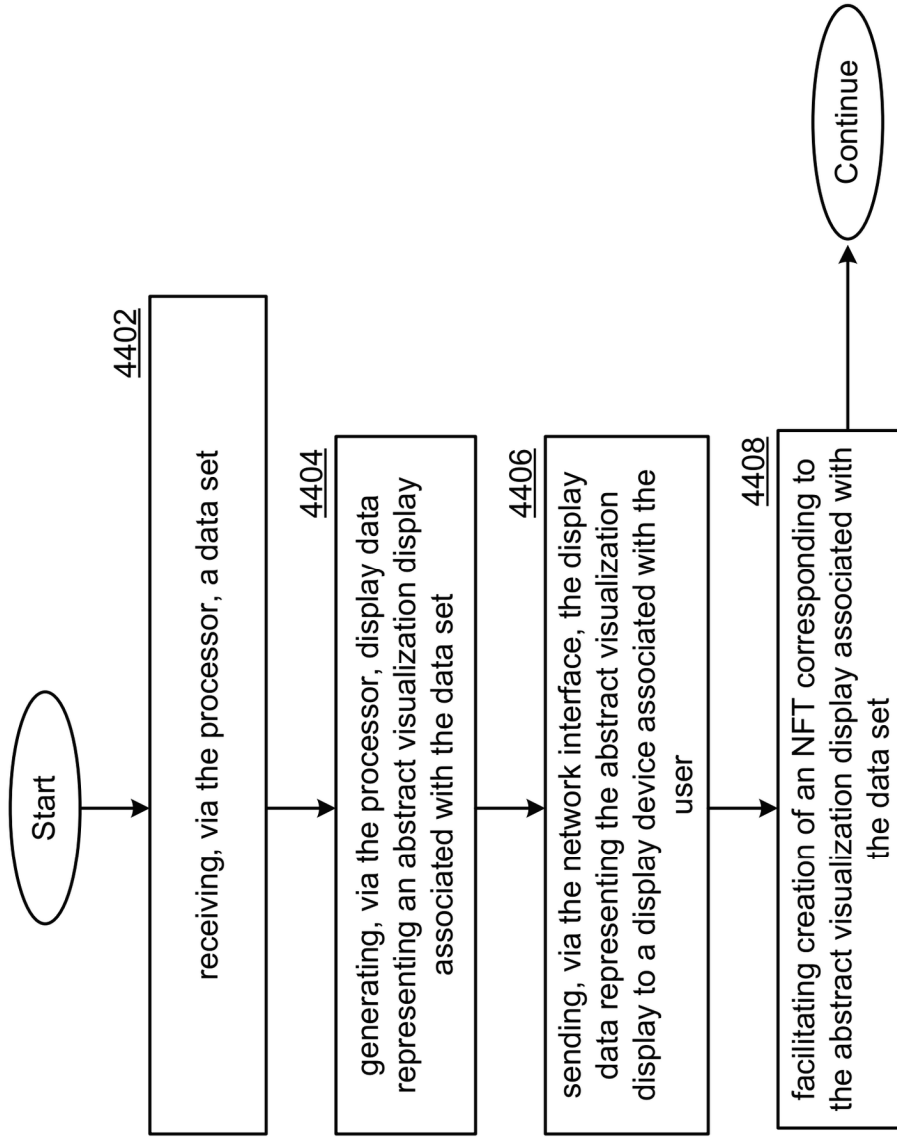 Start
4402
receiving, via the processor, a data set
4404
generating, via the processor, display data
representing an abstract visualization display
associated with the data set
4406
sending, via the network interface, the display
data representing the abstract visualization
display to a display device associated with the
user
4408
facilitating creation of an NFT corresponding to
the abstract visualization display associated with
the data set
Continue